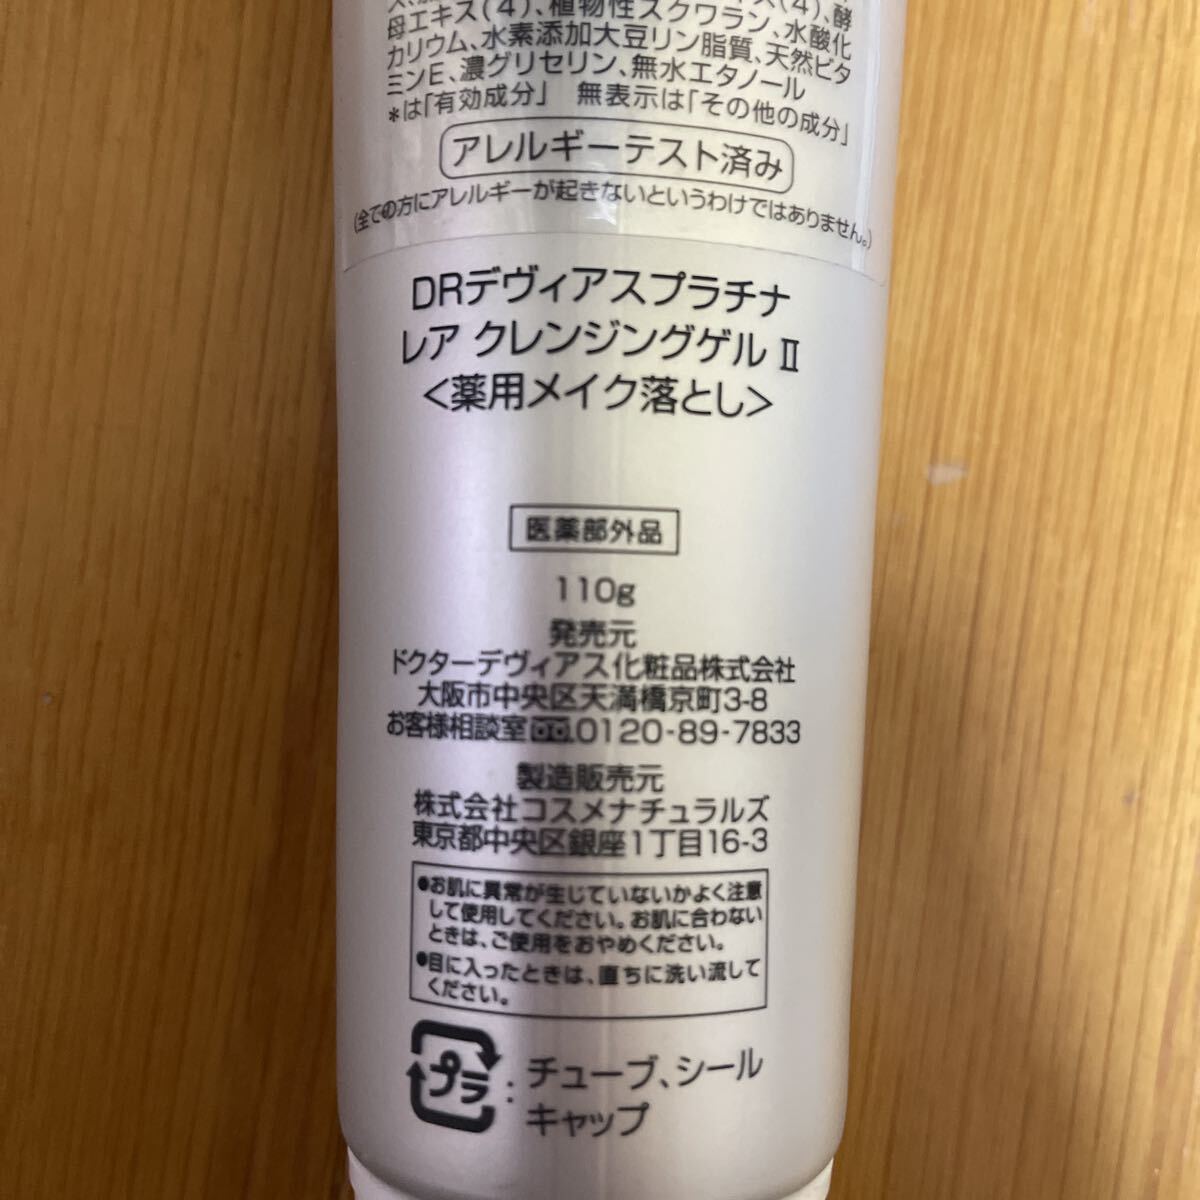 キス(4)、酵
母エキス(4)、植物性スクワラン、水酸化
カリウム、水素添加大豆リン脂質、天然ビタ
ミンE、濃グリセリン、無水エタノール
*は「有効成分」 無表示は「その他の成分」
アレルギーテスト済み
(全ての方にアレルギーが起きないというわけではありません。)
DRデヴィアスプラチナ
レア クレンジングゲル Ⅱ
<薬用メイク落とし>
医薬部外品
110g
発売元
ドクターデヴィアス化粧品株式会社
大阪市中央区天満橋京町3-8
お客様相談室 0120-89-7833
製造販売元
株式会社コスメナチュラルズ
東京都中央区銀座1丁目16-3
●お肌に異常が生じていないかよく注意
して使用してください。お肌に合わない
ときは、ご使用をおやめください。
●目に入ったときは、直ちに洗い流して
ください。
プラ : チューブ、シール
キャップ